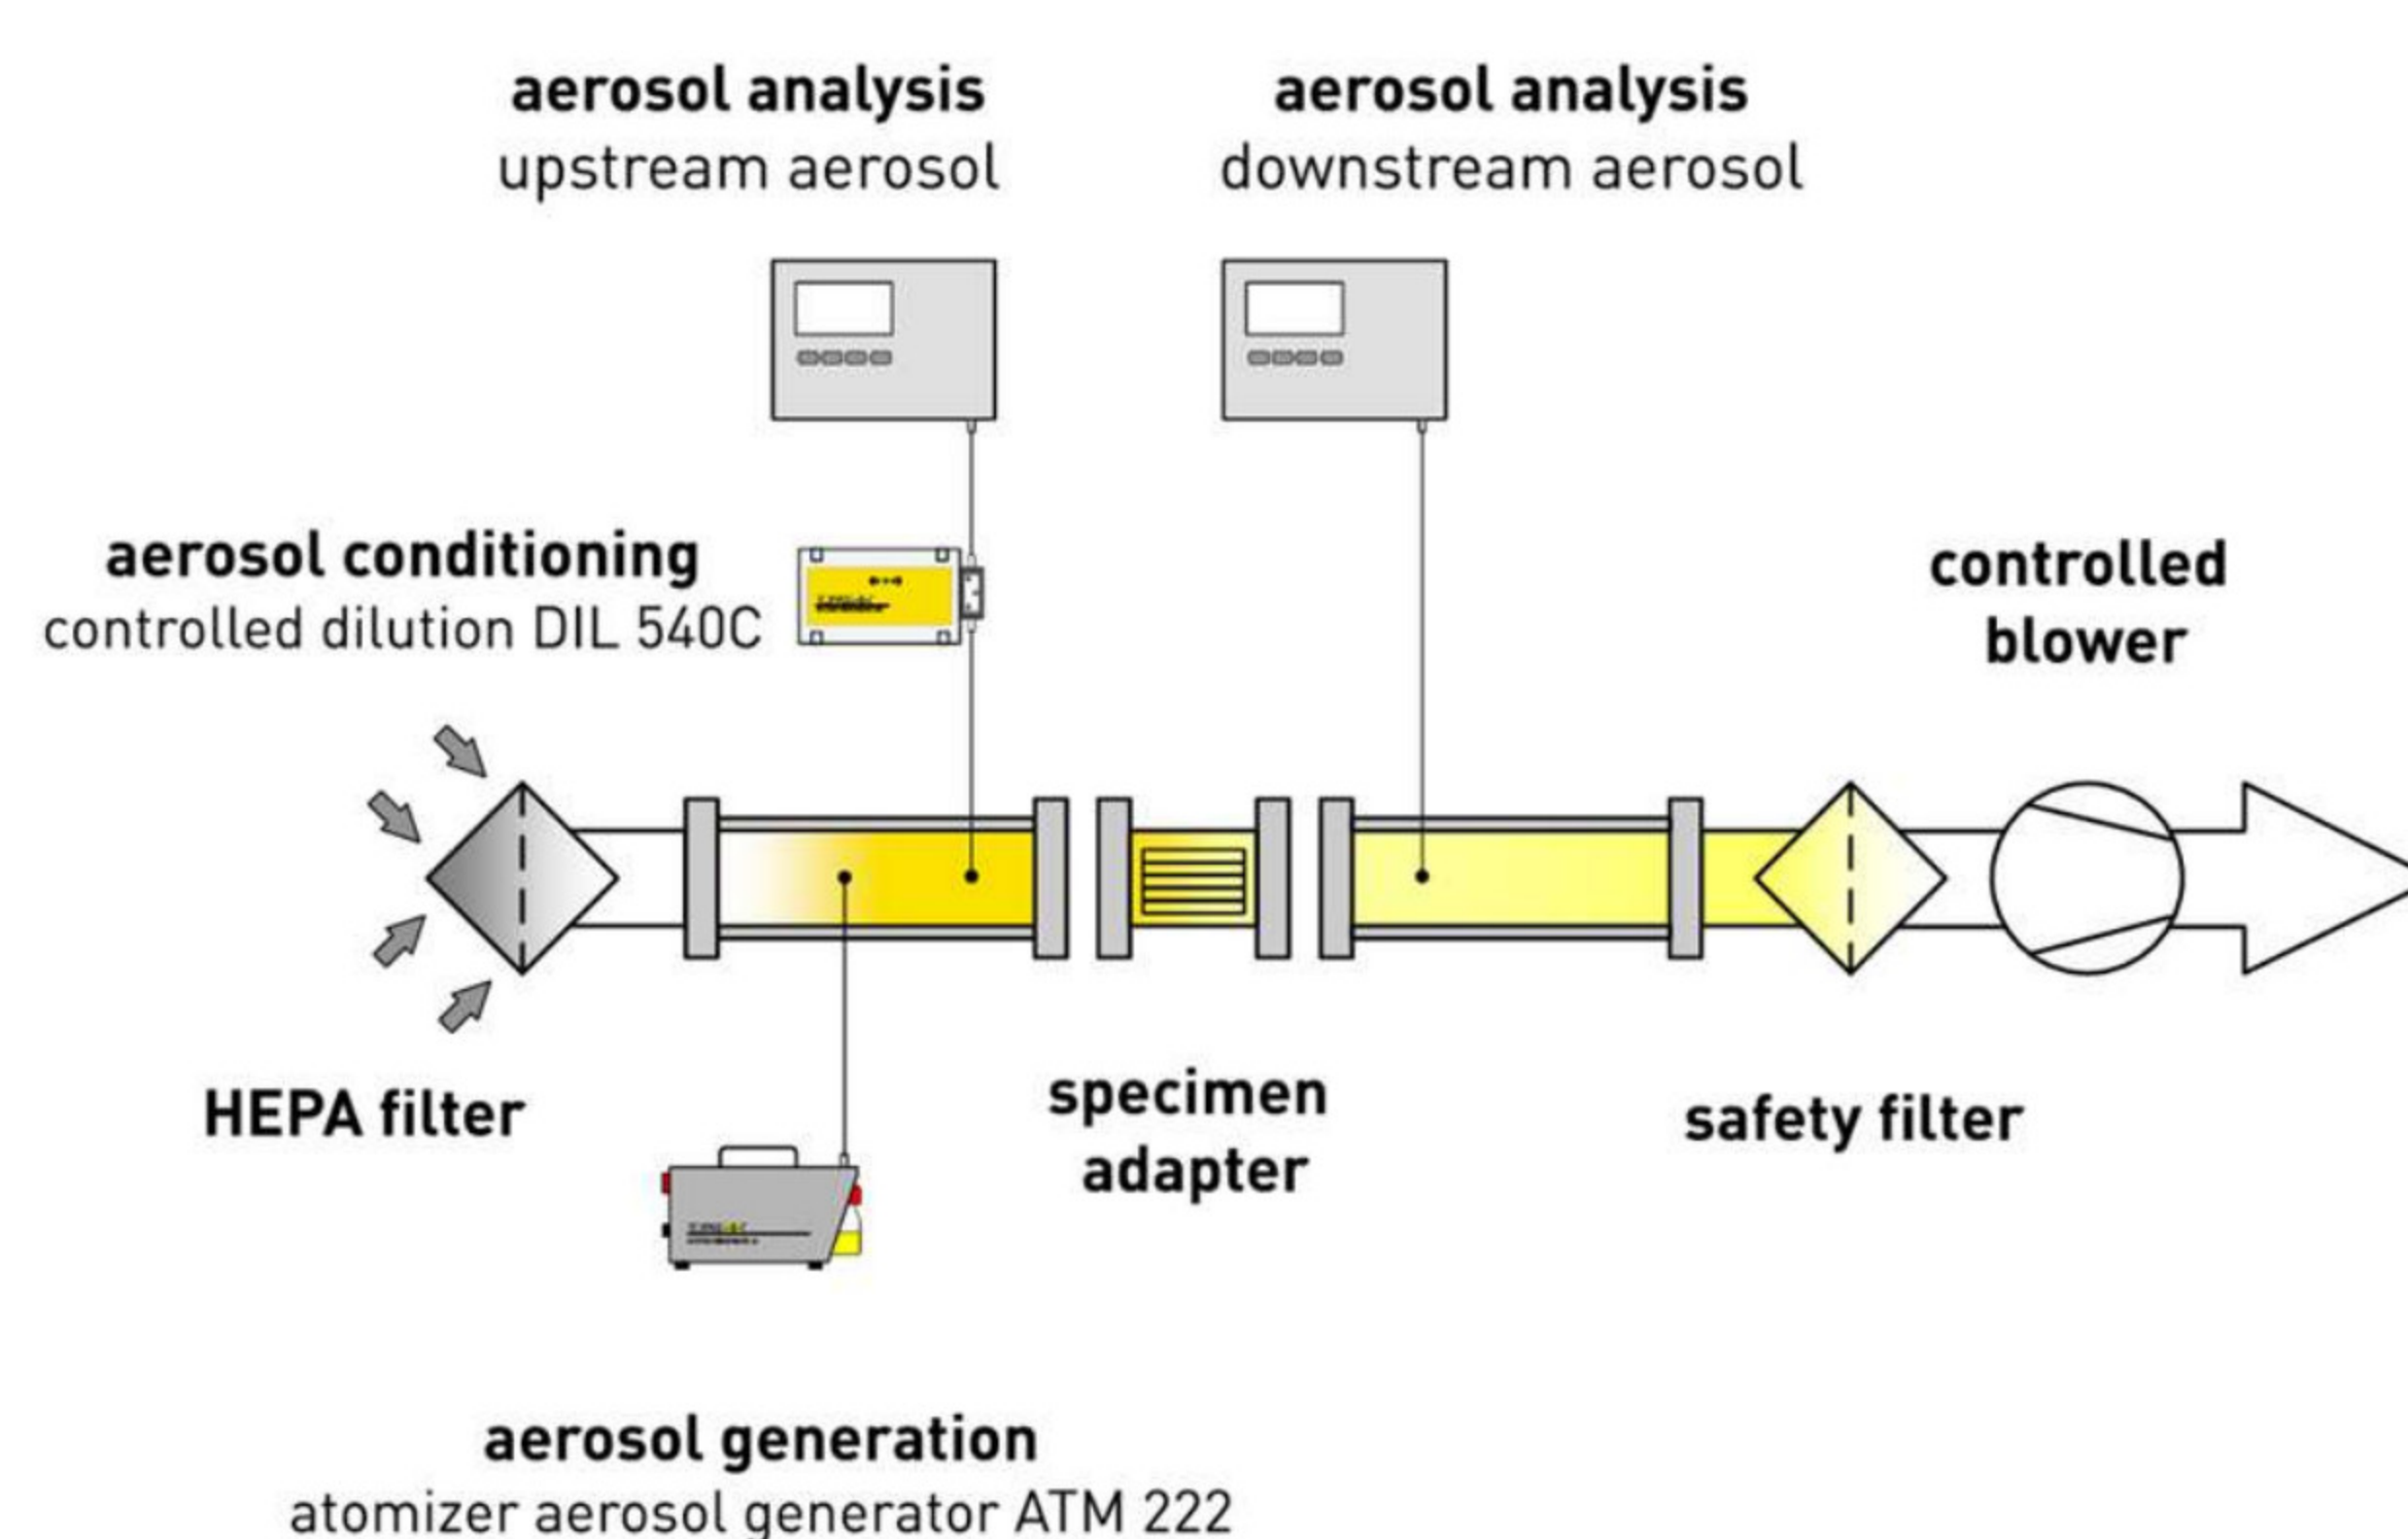 aerosol analysis
upstream aerosol
aerosol analysis
downstream aerosol
aerosol conditioning
controlled dilution DIL 540C
controlled
blower
HEPA filter
specimen
adapter
safety filter
aerosol generation
atomizer aerosol generator ATM 222